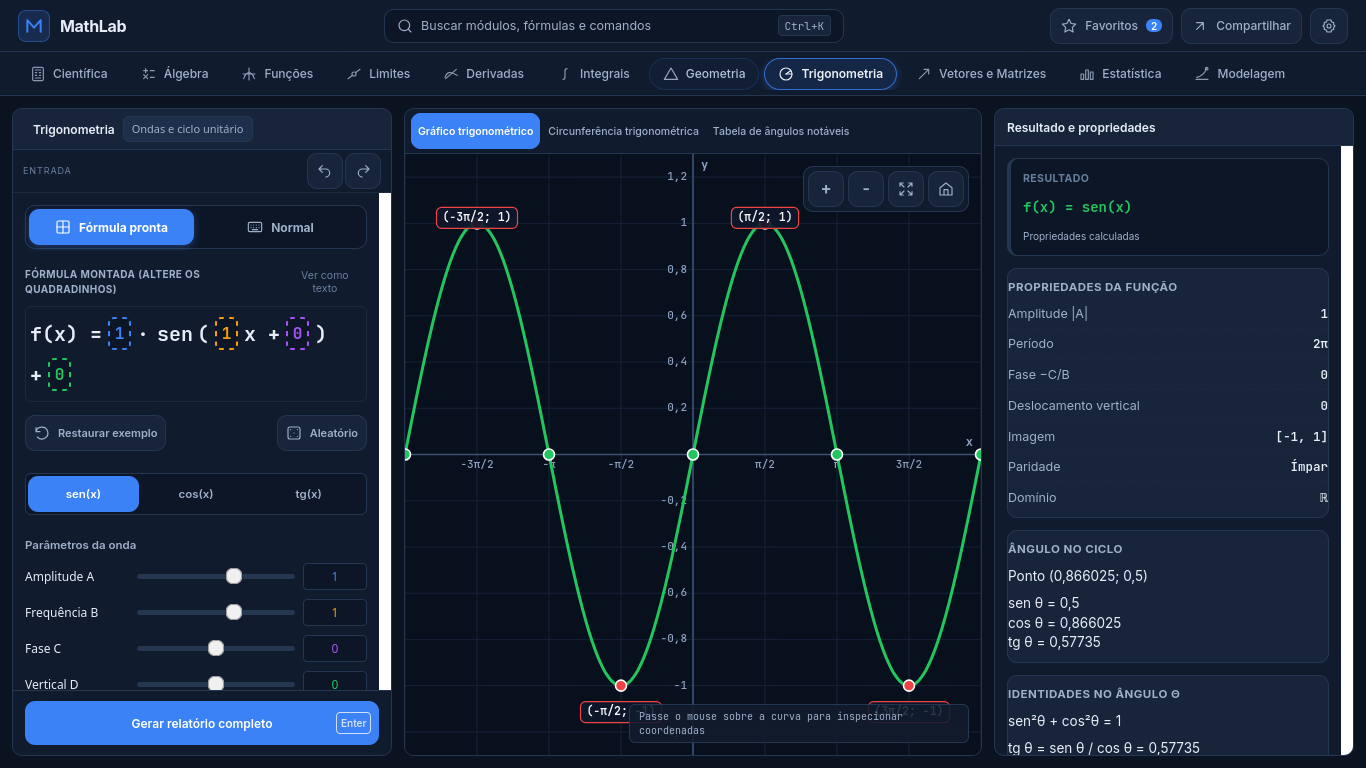 MathLab
Buscar módulos, fórmulas e comandos
Ctrl+K
Favoritos 2
Compartilhar
Científica
Álgebra
Funções
Limites
Derivadas
Integrais
Geometria
Trigonometria
Vetores e Matrizes
Estatística
Modelagem
Trigonometria
Ondas e ciclo unitário
ENTRADA
Fórmula pronta
Normal
FÓRMULA MONTADA (ALTERE OS
QUADRADINHOS)
Ver como
texto
f(x) = 1 · sen ( 1 x + 0 )
+ 0
Restaurar exemplo
Aleatório
sen(x)
cos(x)
tg(x)
Parâmetros da onda
Amplitude A 1
Frequência B 1
Fase C 0
Vertical D 0
Gerar relatório completo
Enter
Gráfico trigonométrico
Circunferência trigonométrica
Tabela de ângulos notáveis
y
+
-
1,2
1
0,8
0,6
0,4
0,2
-0,2
-0,4
-0,6
-0,8
-1
(-3π/2; 1)
(π/2; 1)
x
-3π/2
-π
-π/2
π/2
π
3π/2
(-π/2; -1)
(3π/2; -1)
Passe o mouse sobre a curva para inspecionar
coordenadas
Resultado e propriedades
RESULTADO
f(x) = sen(x)
Propriedades calculadas
PROPRIEDADES DA FUNÇÃO
Amplitude |A| 1
Período 2π
Fase −C/B 0
Deslocamento vertical 0
Imagem [-1, 1]
Paridade Ímpar
Domínio ℝ
ÂNGULO NO CICLO
Ponto (0,866025; 0,5)
sen θ = 0,5
cos θ = 0,866025
tg θ = 0,57735
IDENTIDADES NO ÂNGULO Θ
sen²θ + cos²θ = 1
tg θ = sen θ / cos θ = 0,57735